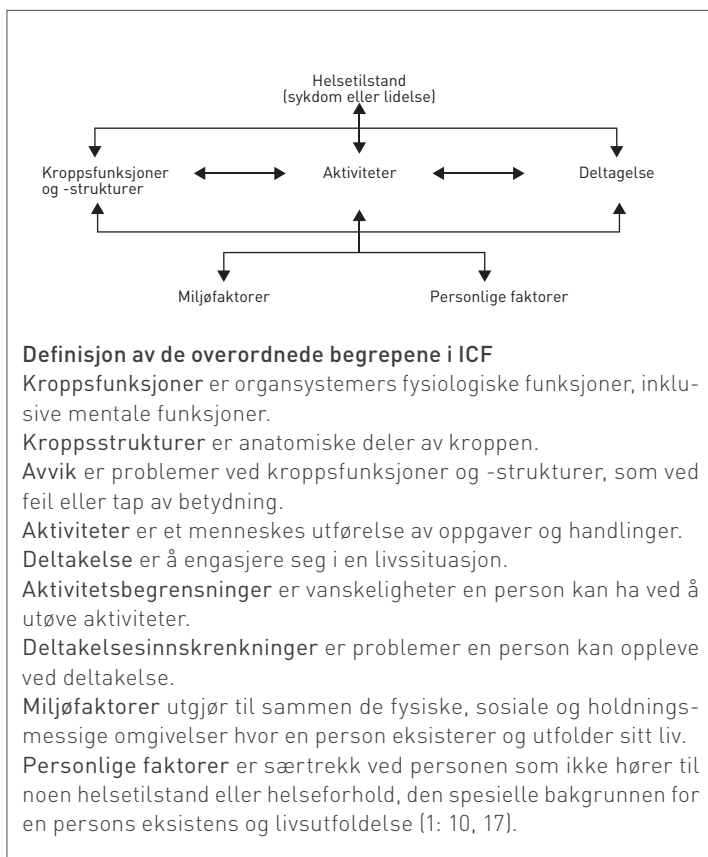 Helsetilstand
(sykdom eller lidelse)
Kroppsfunksjoner
og -strukturer
Aktiviteter
Deltagelse
Miljøfaktorer
Personlige faktorer
Definisjon av de overordnede begrepene i ICF
Kroppsfunksjoner er organsystemers fysiologiske funksjoner, inklu-
sive mentale funksjoner.
Kroppsstrukturer er anatomiske deler av kroppen.
Avvik er problemer ved kroppsfunksjoner og -strukturer, som ved
feil eller tap av betydning.
Aktiviteter er et menneskes utførelse av oppgaver og handlinger.
Deltakelse er å engasjere seg i en livssituasjon.
Aktivitetsbegrensninger er vanskeligheter en person kan ha ved å
utøve aktiviteter.
Deltakelsesinnskrenkninger er problemer en person kan oppleve
ved deltakelse.
Miljøfaktorer utgjør til sammen de fysiske, sosiale og holdnings-
messige omgivelser hvor en person eksisterer og utfolder sitt liv.
Personlige faktorer er særtrekk ved personen som ikke hører til
noen helsetilstand eller helseforhold, den spesielle bakgrunnen for
en persons eksistens og livsutfoldelse (1: 10, 17).